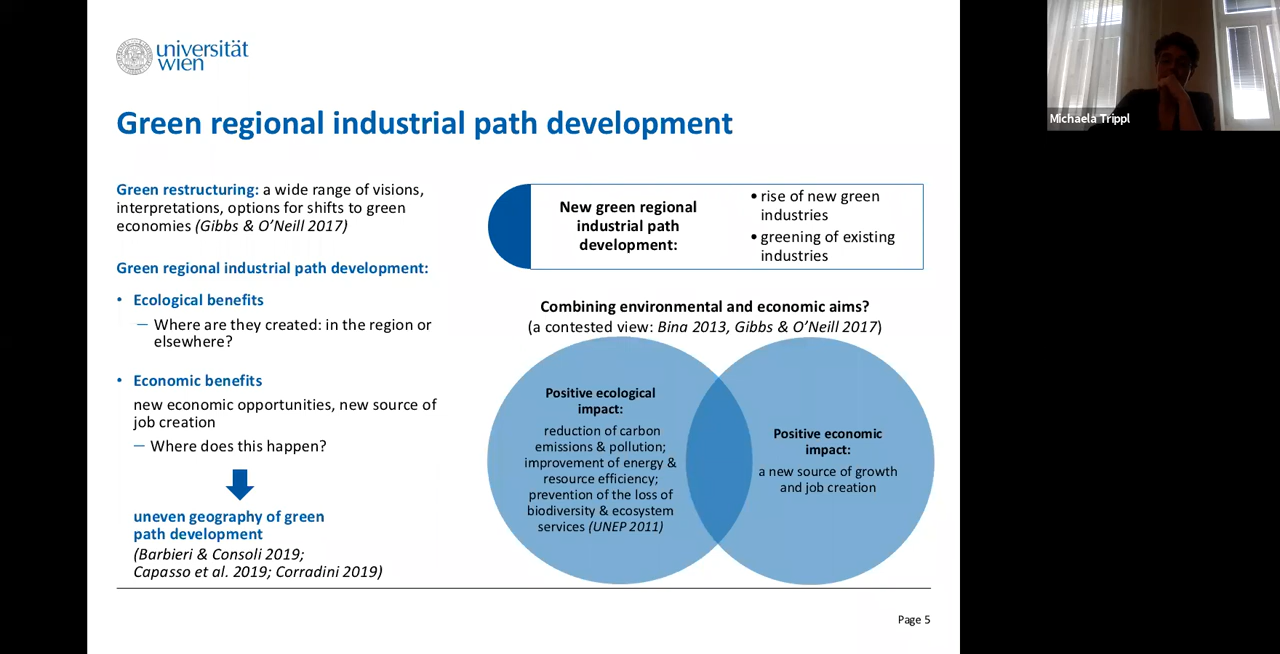 universität
wien
Green regional industrial path development
Green restructuring: a wide range of visions,
interpretations, options for shifts to green
economies (Gibbs & O’Neill 2017)
Green regional industrial path development:
• Ecological benefits
– Where are they created: in the region or
elsewhere?
• Economic benefits
new economic opportunities, new source of
job creation
– Where does this happen?
uneven geography of green
path development
(Barbieri & Consoli 2019;
Capasso et al. 2019; Corradini 2019)
New green regional
industrial path
development:
• rise of new green
industries
• greening of existing
industries
Combining environmental and economic aims?
(a contested view: Bina 2013, Gibbs & O’Neill 2017)
Positive ecological
impact:
reduction of carbon
emissions & pollution;
improvement of energy &
resource efficiency;
prevention of the loss of
biodiversity & ecosystem
services (UNEP 2011)
Positive economic
impact:
a new source of growth
and job creation
Page 5
Michaela Trippl